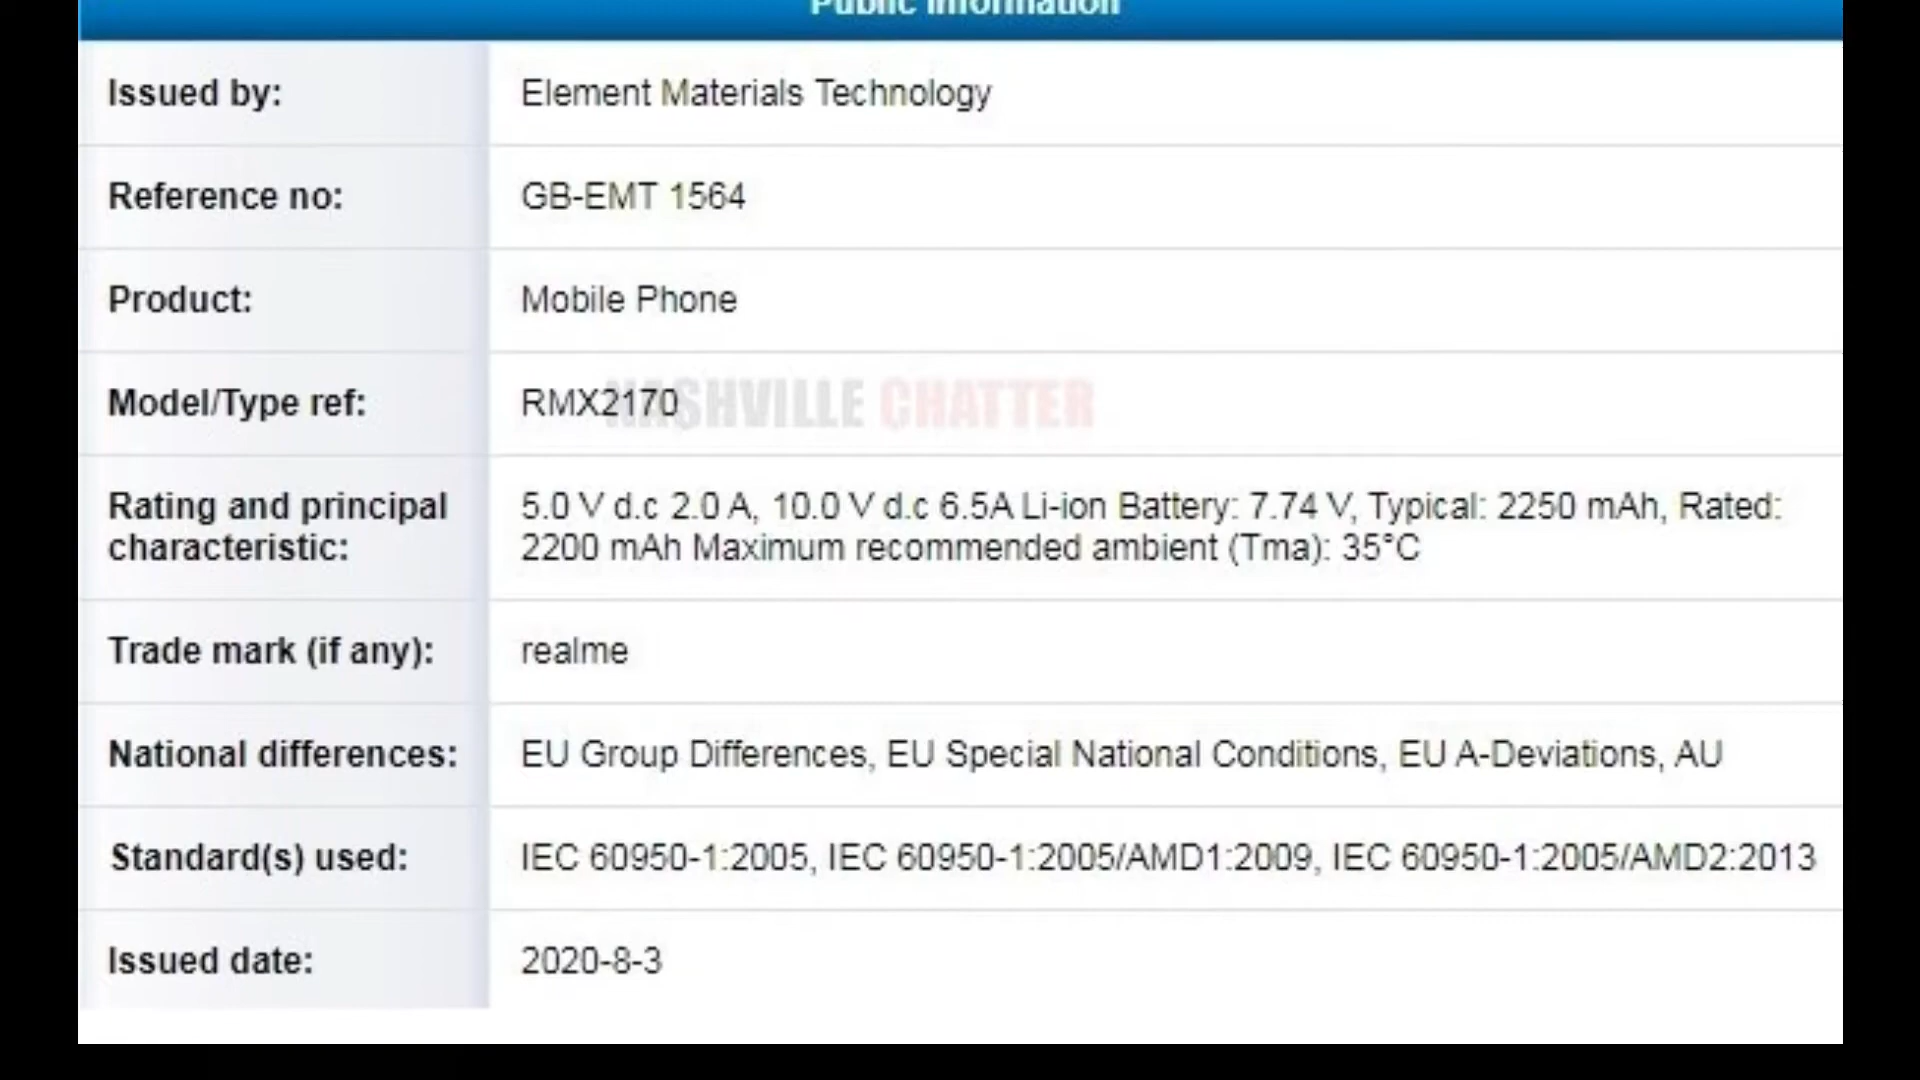 Public Information
Issued by: Element Materials Technology
Reference no: GB-EMT 1564
Product: Mobile Phone
Model/Type ref: RMX2170
NASHVILLE CHATTER
Rating and principal 5.0 V d.c 2.0 A, 10.0 V d.c 6.5A Li-ion Battery: 7.74 V, Typical: 2250 mAh, Rated:
characteristic: 2200 mAh Maximum recommended ambient (Tma): 35°C
Trade mark (if any): realme
National differences: EU Group Differences, EU Special National Conditions, EU A-Deviations, AU
Standard(s) used: IEC 60950-1:2005, IEC 60950-1:2005/AMD1:2009, IEC 60950-1:2005/AMD2:2013
Issued date: 2020-8-3